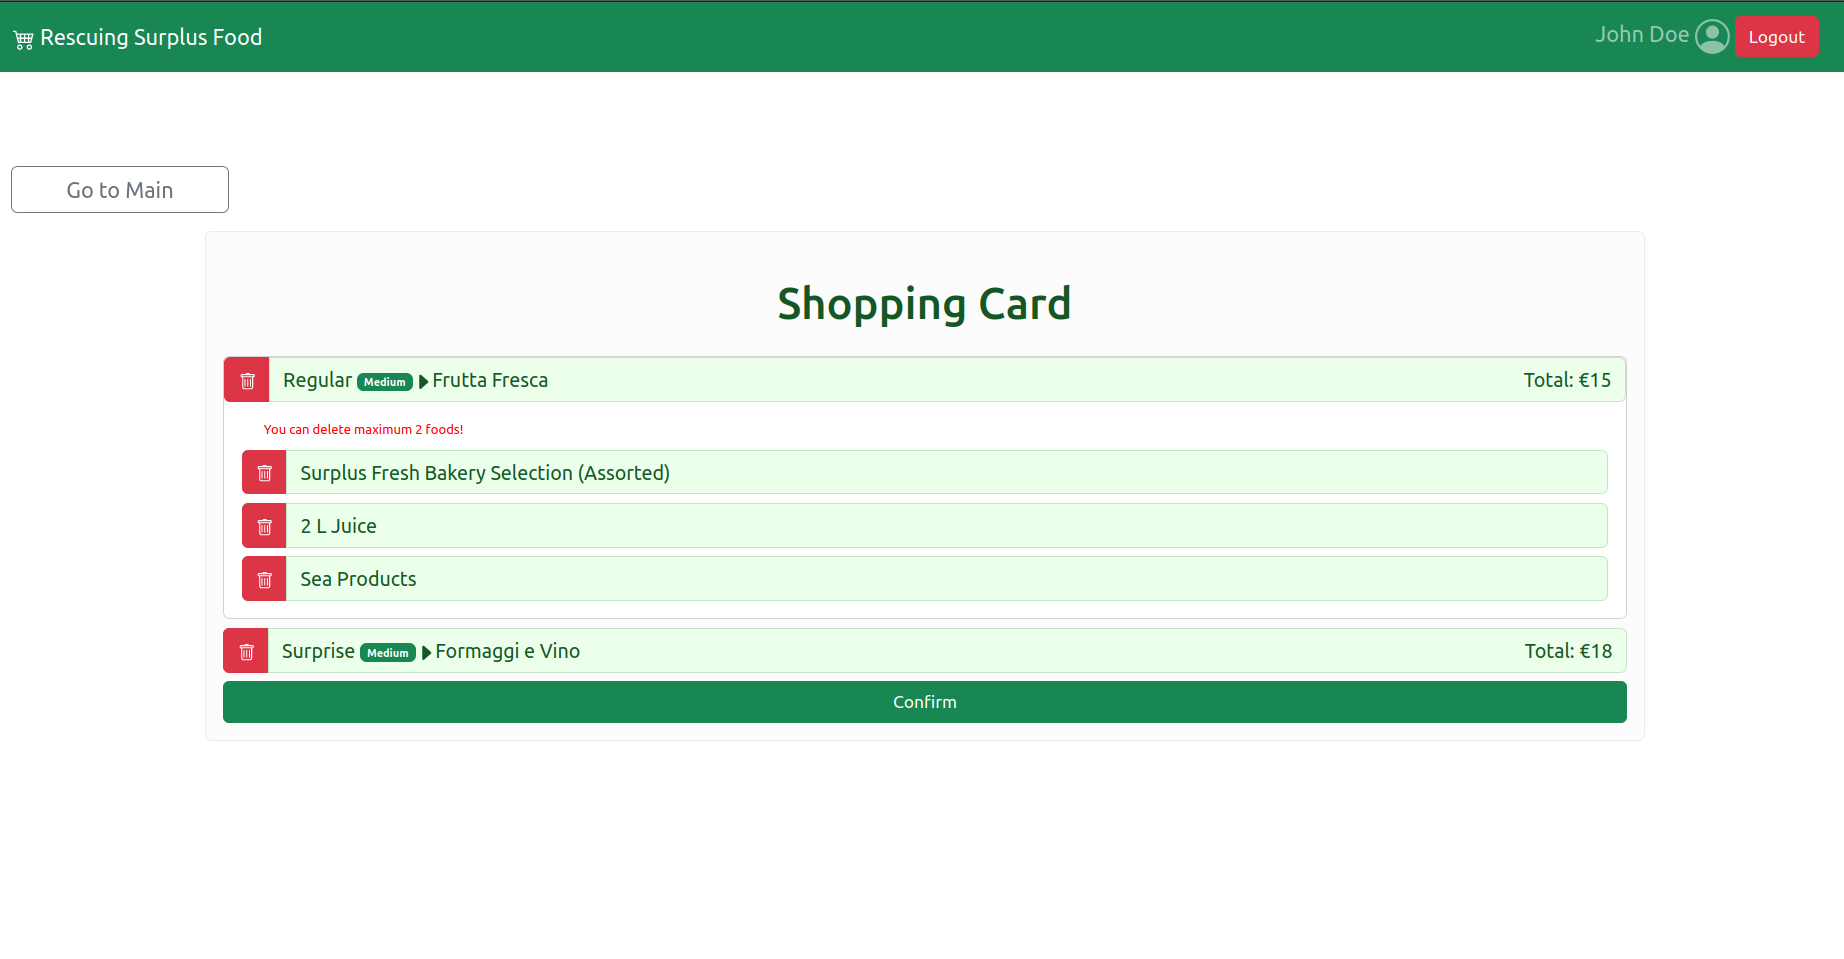 Rescuing Surplus Food
John Doe
Logout
Go to Main
Shopping Card
Regular Medium Frutta Fresca Total: €15
You can delete maximum 2 foods!
Surplus Fresh Bakery Selection (Assorted)
2 L Juice
Sea Products
Surprise Medium Formaggi e Vino Total: €18
Confirm